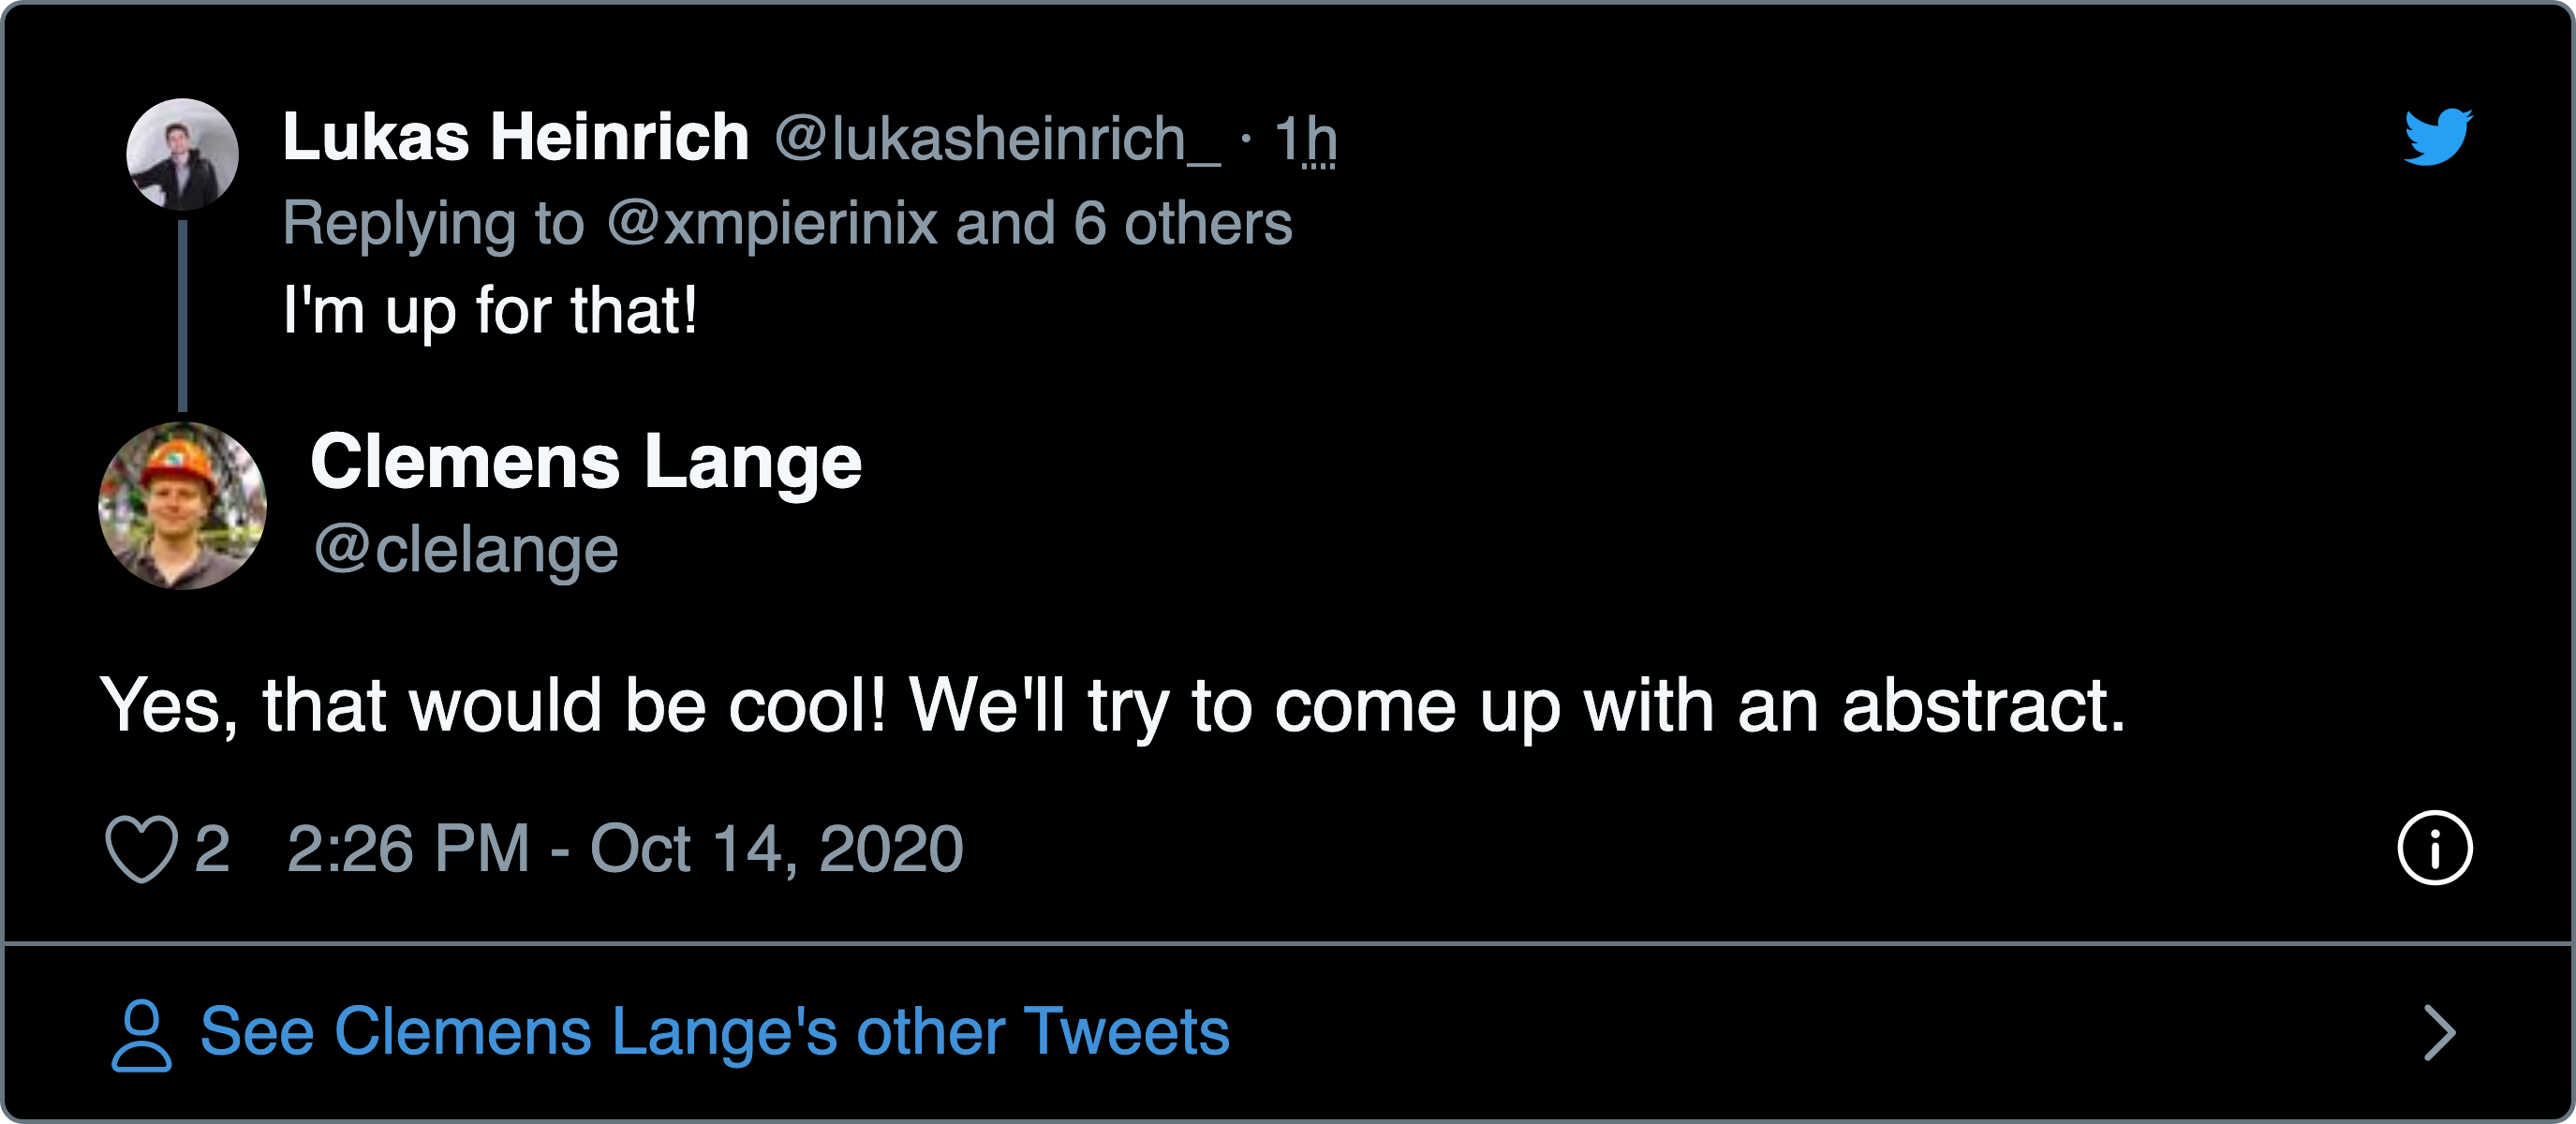 Lukas Heinrich @lukasheinrich_ · 1h
Replying to @xmpierinix and 6 others
I'm up for that!
Clemens Lange
@clelange
Yes, that would be cool! We'll try to come up with an abstract.
2 2:26 PM - Oct 14, 2020
See Clemens Lange's other Tweets